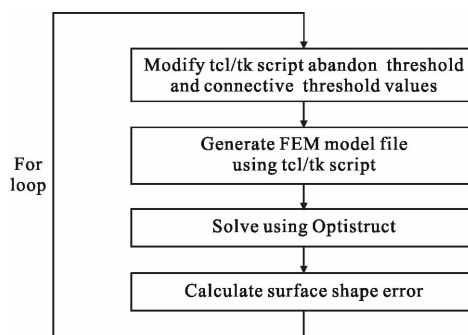 Modify tcl/tk script abandon threshold
and connective threshold values
Generate FEM model file
using tcl/tk script
For
loop
Solve using Optistruct
Calculate surface shape error